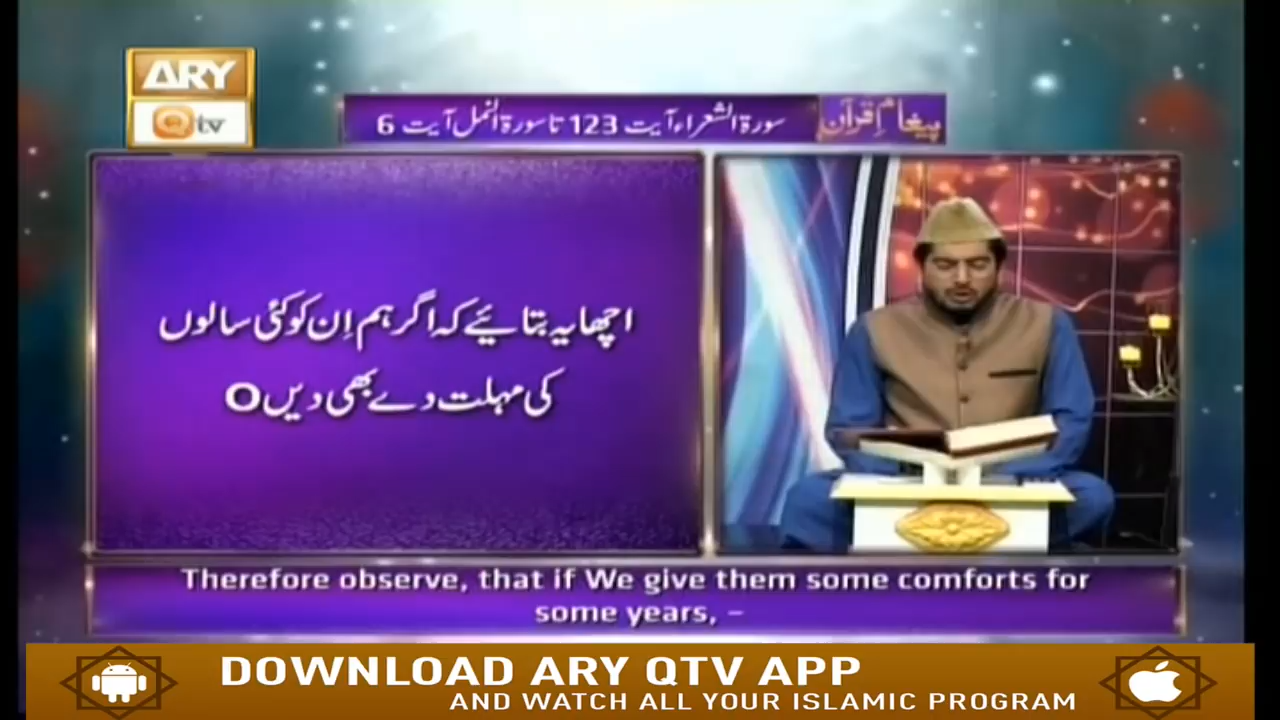 ARY
Qtv
پیغام قرآن
سورۃ الشعراء آیت 123 تا سورۃ النمل آیت 6
اچھا یہ بتائیے کہ اگر ہم اِن کو کئی سالوں
کی مہلت دے بھی دیں O
Therefore observe, that if We give them some comforts for
some years, –
DOWNLOAD ARY QTV APP
AND WATCH ALL YOUR ISLAMIC PROGRAM